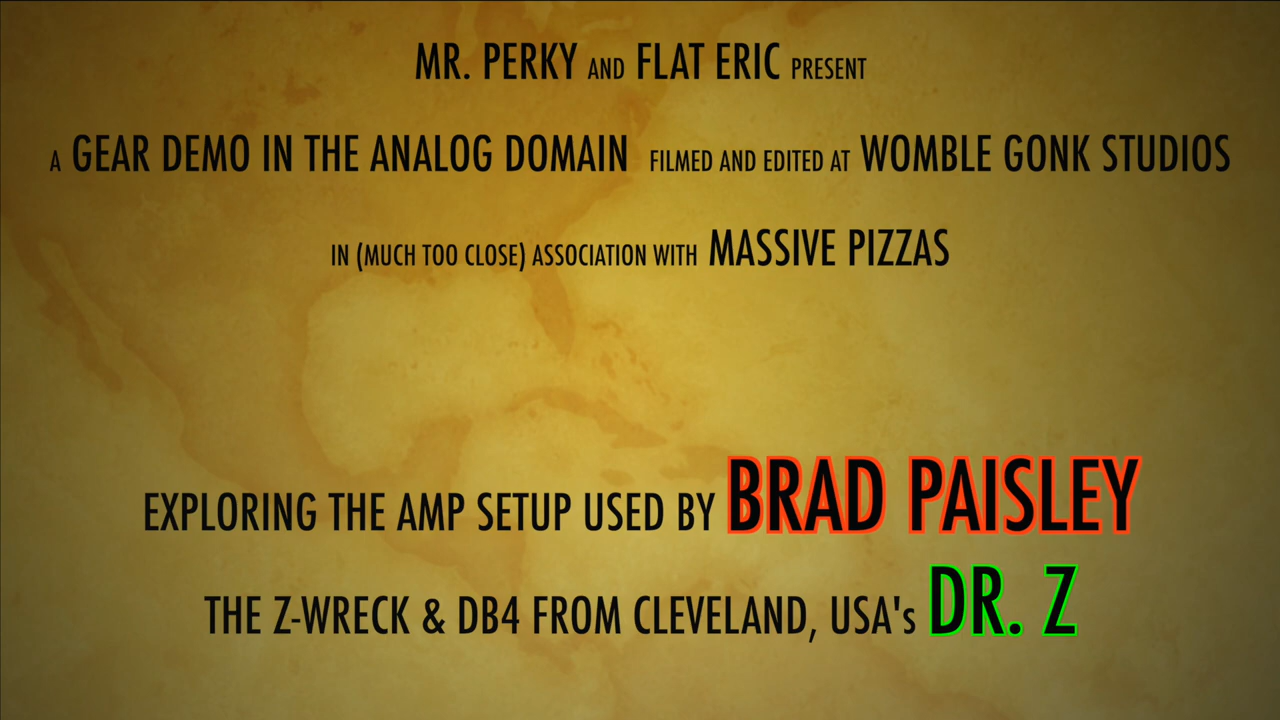 MR. PERKY AND FLAT ERIC PRESENT
A GEAR DEMO IN THE ANALOG DOMAIN FILMED AND EDITED AT WOMBLE GONK STUDIOS
IN (MUCH TOO CLOSE) ASSOCIATION WITH MASSIVE PIZZAS
EXPLORING THE AMP SETUP USED BY BRAD PAISLEY
THE Z-WRECK & DB4 FROM CLEVELAND, USA's DR. Z